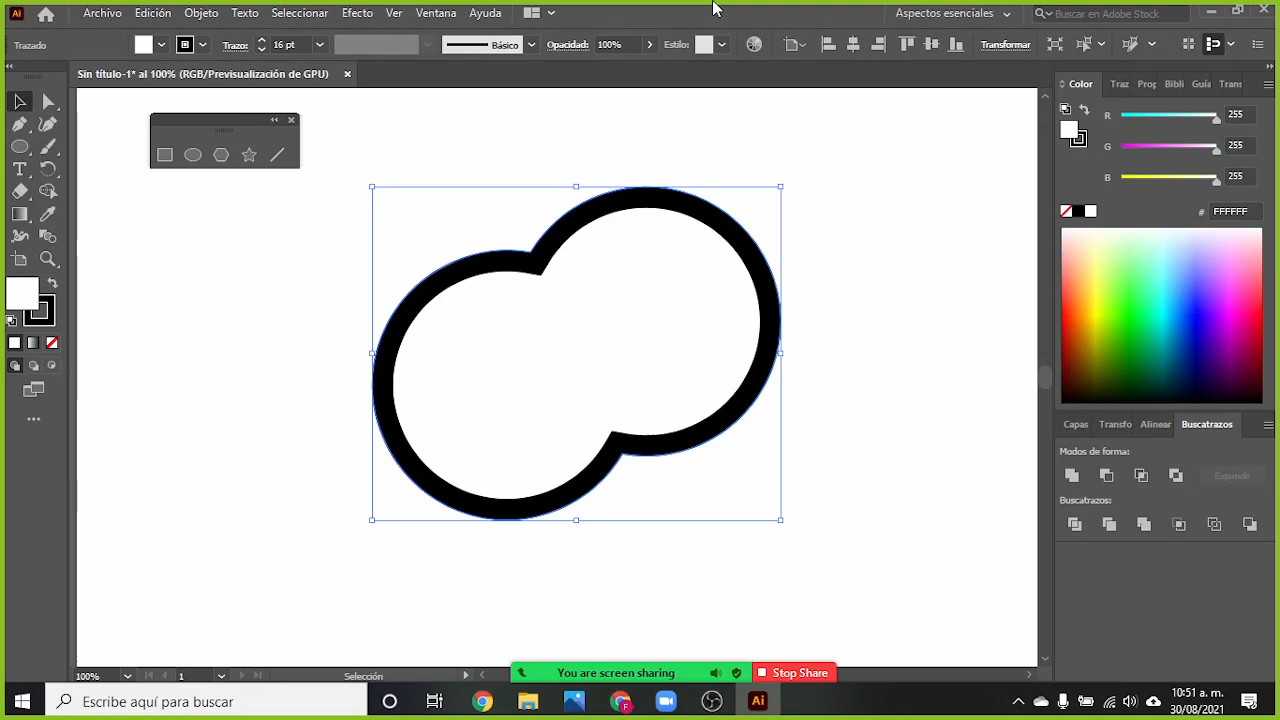 Ai Archivo Edición Objeto Texto Seleccionar Efecto Ver Ventana Ayuda Aspectos esenciales Buscar en Adobe Stock
Trazado Trazo: 16 pt Básico Opacidad: 100% Estilo: Transformar
Sin título-1* al 100% (RGB/Previsualización de GPU)
Color Traz Prop Bibli Guía Trans
R 255
G 255
B 255
# FFFFFF
Capas Transfo Alinear Buscatrazos
Modos de forma:
Expandir
Buscatrazos:
100% 1 Selección
You are screen sharing Stop Share
Escribe aquí para buscar
F
Ai
10:51 a. m.
30/08/2021